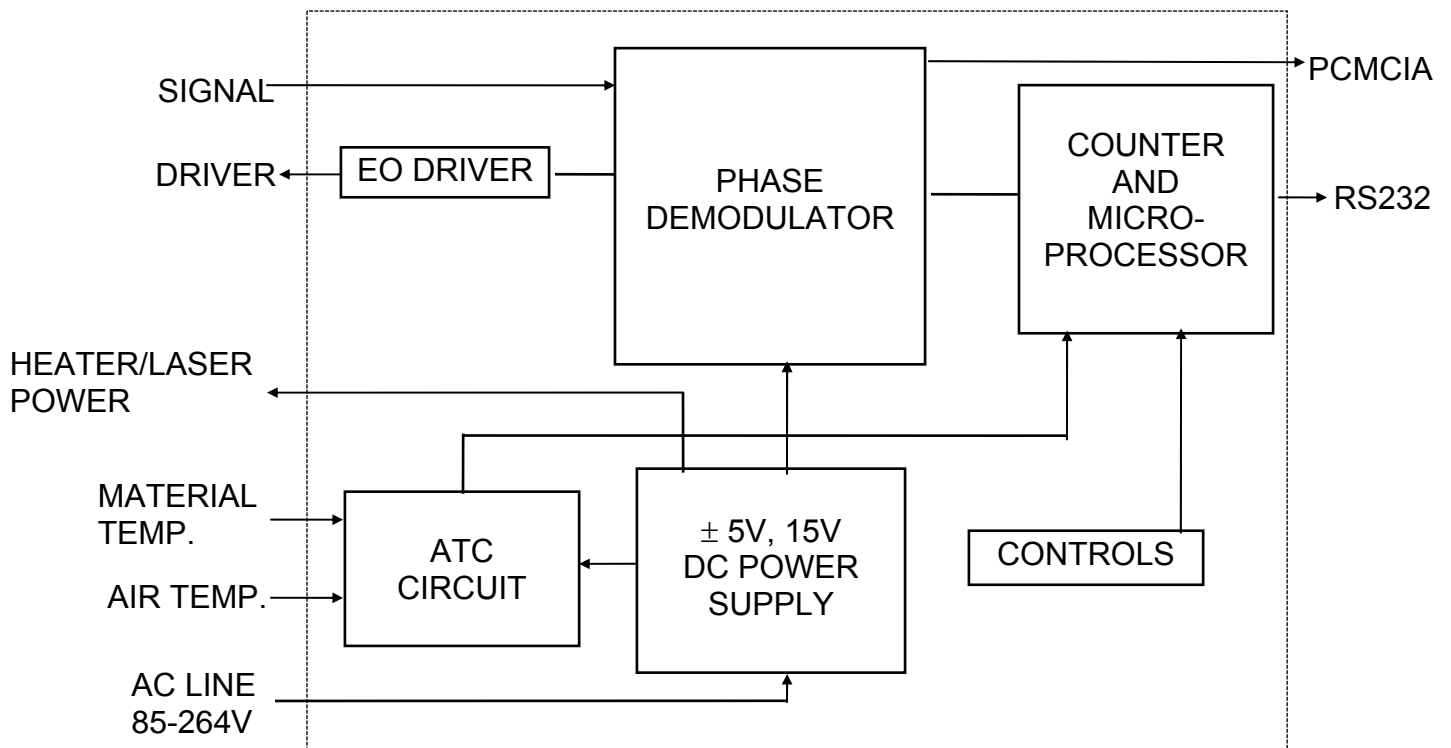 SIGNAL
PCMCIA
DRIVER
EO DRIVER
PHASE
DEMODULATOR
COUNTER
AND
MICRO-
PROCESSOR
RS232
HEATER/LASER
POWER
MATERIAL
TEMP.
AIR TEMP.
ATC
CIRCUIT
± 5V, 15V
DC POWER
SUPPLY
CONTROLS
AC LINE
85-264V